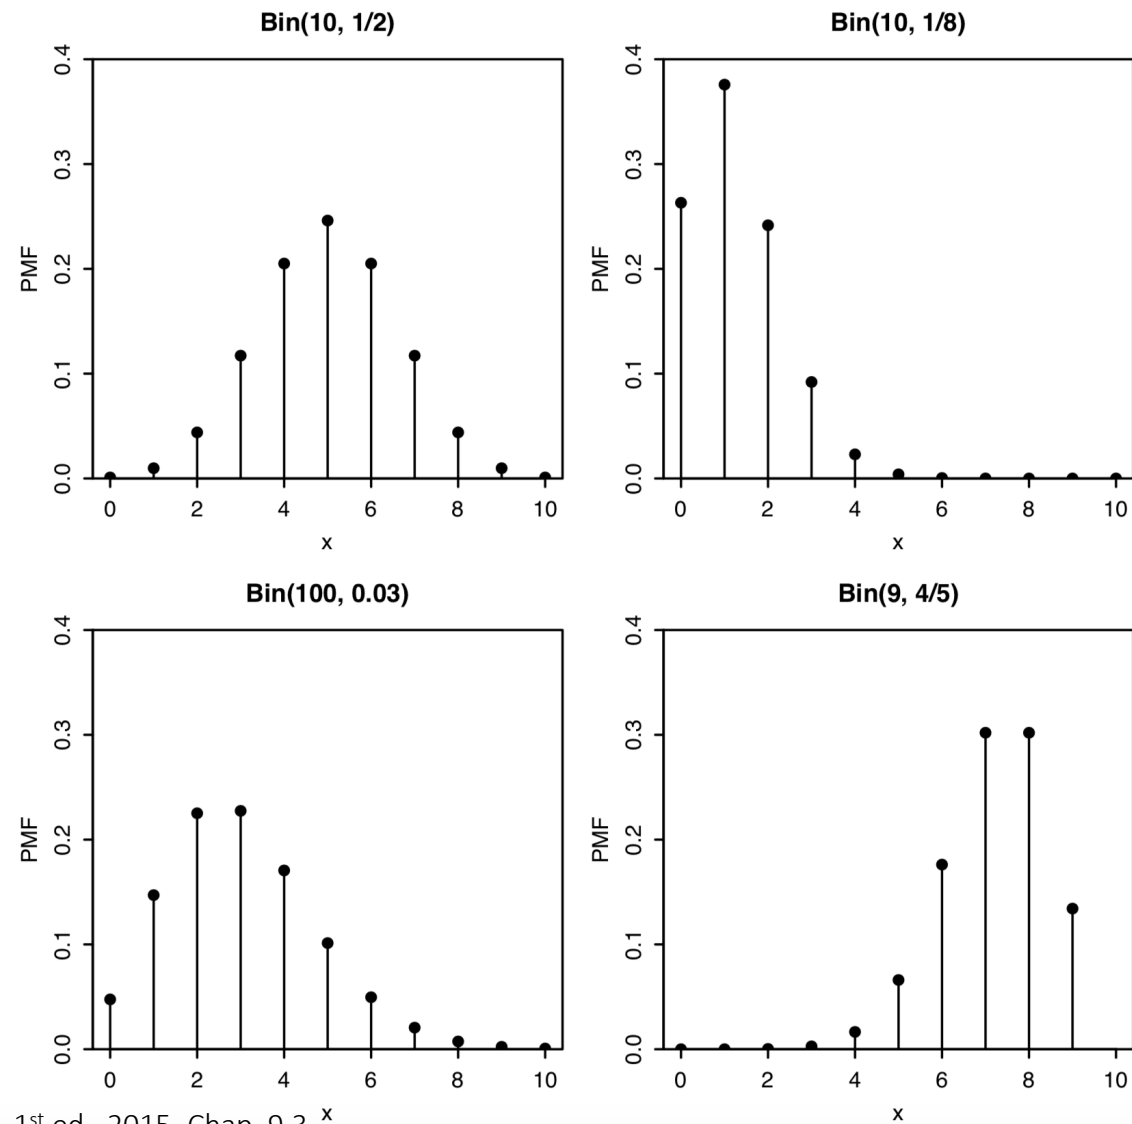 Bin(10, 1/2)
0.0 0.1 0.2 0.3 0.4
PMF
0 2 4 6 8 10
x
Bin(10, 1/8)
0.0 0.1 0.2 0.3 0.4
PMF
0 2 4 6 8 10
x
Bin(100, 0.03)
0.0 0.1 0.2 0.3 0.4
PMF
0 2 4 6 8 10
x
Bin(9, 4/5)
0.0 0.1 0.2 0.3 0.4
PMF
0 2 4 6 8 10
x
1st ed., 2015, Chap. 9.3